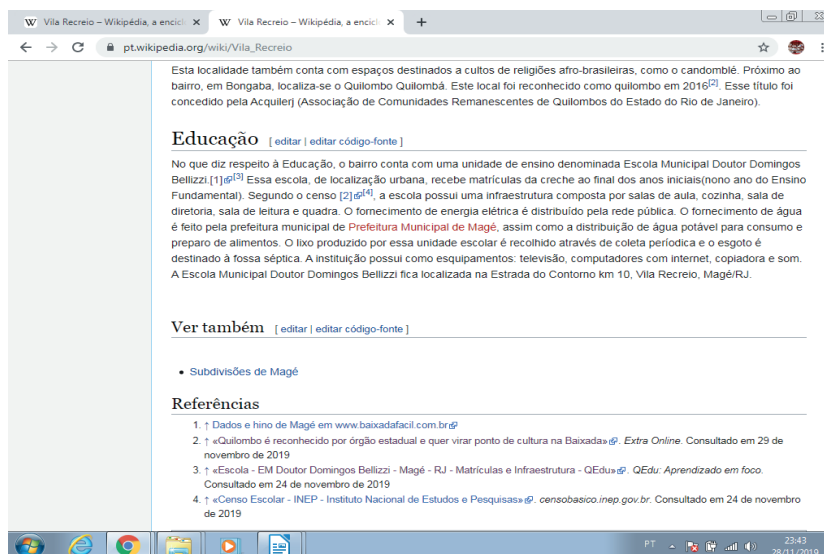 Vila Recreio – Wikipédia, a encicl
Vila Recreio – Wikipédia, a encicl
pt.wikipedia.org/wiki/Vila_Recreio
Esta localidade também conta com espaços destinados a cultos de religiões afro-brasileiras, como o candomblé. Próximo ao
bairro, em Bongaba, localiza-se o Quilombo Quilombá. Este local foi reconhecido como quilombo em 2016[2]. Esse título foi
concedido pela Acquilerj (Associação de Comunidades Remanescentes de Quilombos do Estado do Rio de Janeiro).
Educação [ editar | editar código-fonte ]
No que diz respeito à Educação, o bairro conta com uma unidade de ensino denominada Escola Municipal Doutor Domingos
Bellizzi.[1][3] Essa escola, de localização urbana, recebe matrículas da creche ao final dos anos iniciais(nono ano do Ensino
Fundamental). Segundo o censo [2][4], a escola possui uma infraestrutura composta por salas de aula, cozinha, sala de
diretoria, sala de leitura e quadra. O fornecimento de energia elétrica é distribuído pela rede pública. O fornecimento de água
é feito pela prefeitura municipal de Prefeitura Municipal de Magé, assim como a distribuição de água potável para consumo e
preparo de alimentos. O lixo produzido por essa unidade escolar é recolhido através de coleta períodica e o esgoto é
destinado à fossa séptica. A instituição possui como equipamentos: televisão, computadores com internet, copiadora e som.
A Escola Municipal Doutor Domingos Bellizzi fica localizada na Estrada do Contorno km 10, Vila Recreio, Magé/RJ.
Ver também [ editar | editar código-fonte ]
• Subdivisões de Magé
Referências
1. ↑ Dados e hino de Magé em www.baixadafacil.com.br
2. ↑ «Quilombo é reconhecido por órgão estadual e quer virar ponto de cultura na Baixada». Extra Online. Consultado em 29 de
novembro de 2019
3. ↑ «Escola - EM Doutor Domingos Bellizzi - Magé - RJ - Matrículas e Infraestrutura - QEdu». QEdu: Aprendizado em foco.
Consultado em 24 de novembro de 2019
4. ↑ «Censo Escolar - INEP - Instituto Nacional de Estudos e Pesquisas». censobasico.inep.gov.br. Consultado em 24 de novembro
de 2019
PT
23:43
28/11/2019